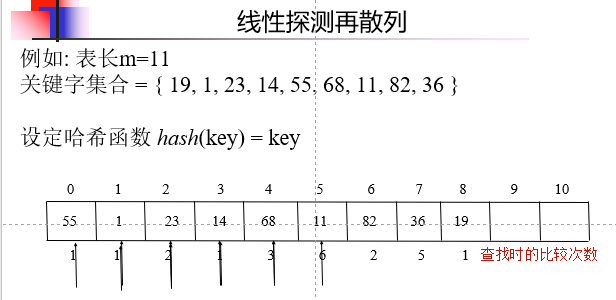 线性探测再散列
例如: 表长m=11
关键字集合 = { 19, 1, 23, 14, 55, 68, 11, 82, 36 }
设定哈希函数 hash(key) = key
0 1 2 3 4 5 6 7 8 9 10
55 1 23 14 68 11 82 36 19
1 1 2 1 3 6 2 5 1 查找时的比较次数